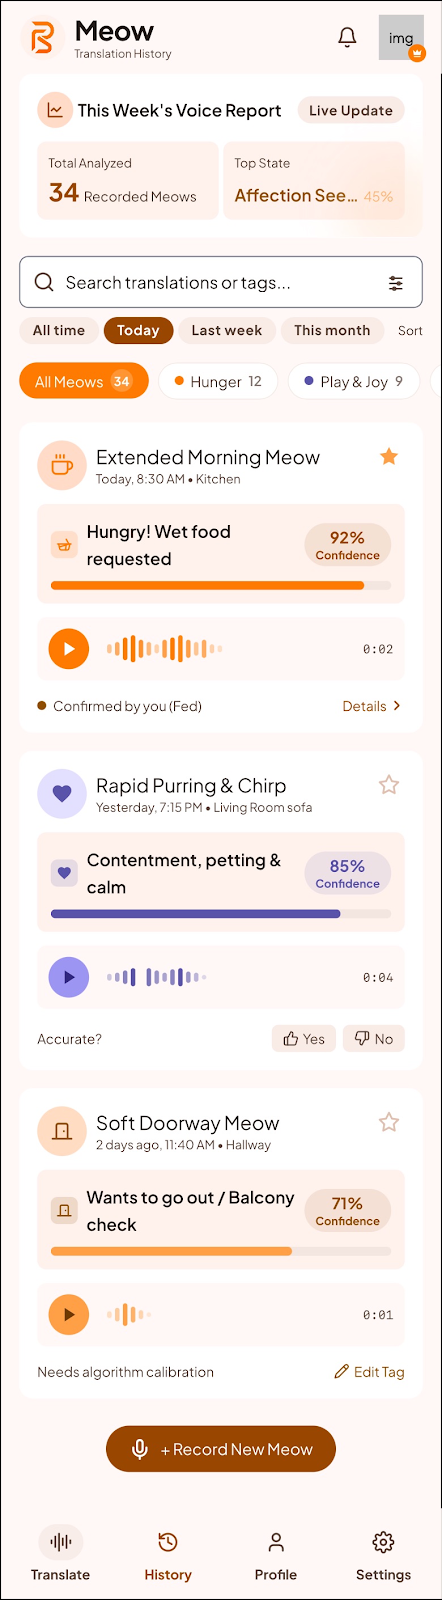 Meow
Translation History
img
This Week's Voice Report
Live Update
Total Analyzed
34 Recorded Meows
Top State
Affection See... 45%
Search translations or tags...
All time
Today
Last week
This month
Sort
All Meows 34
Hunger 12
Play & Joy 9
Extended Morning Meow
Today, 8:30 AM • Kitchen
Hungry! Wet food
requested
92%
Confidence
0:02
Confirmed by you (Fed)
Details
Rapid Purring & Chirp
Yesterday, 7:15 PM • Living Room sofa
Contentment, petting &
calm
85%
Confidence
0:04
Accurate?
Yes
No
Soft Doorway Meow
2 days ago, 11:40 AM • Hallway
Wants to go out / Balcony
check
71%
Confidence
0:01
Needs algorithm calibration
Edit Tag
+ Record New Meow
Translate
History
Profile
Settings